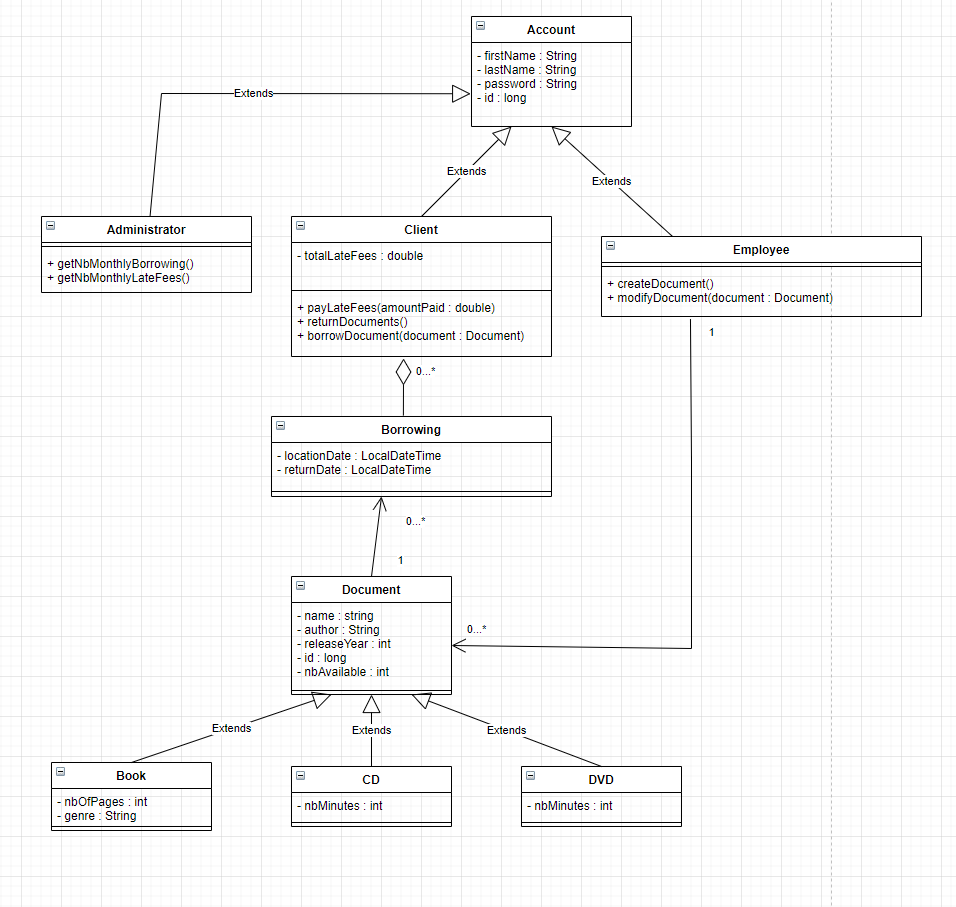 Account
- firstName : String
- lastName : String
- password : String
- id : long
Extends
Extends
Extends
Administrator
+ getNbMonthlyBorrowing()
+ getNbMonthlyLateFees()
Client
- totalLateFees : double
+ payLateFees(amountPaid : double)
+ returnDocuments()
+ borrowDocument(document : Document)
Employee
+ createDocument()
+ modifyDocument(document : Document)
1
0...*
Borrowing
- locationDate : LocalDateTime
- returnDate : LocalDateTime
0...*
1
Document
- name : string
- author : String
- releaseYear : int
- id : long
- nbAvailable : int
0...*
Extends
Extends
Extends
Book
- nbOfPages : int
- genre : String
CD
- nbMinutes : int
DVD
- nbMinutes : int